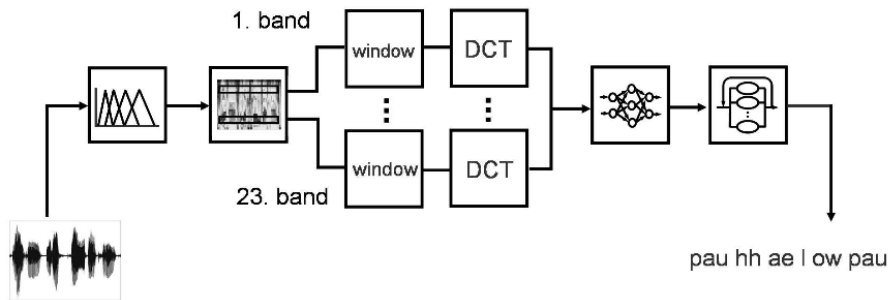 1. band
window DCT
window DCT
23. band
pau hh ae l ow pau